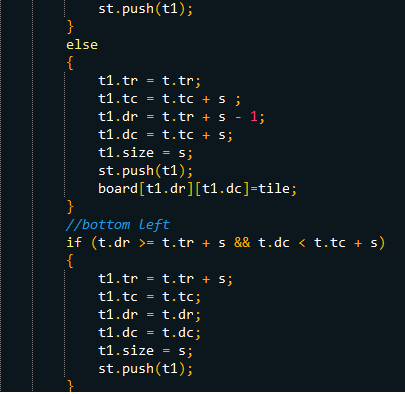 st.push(t1);
}
else
{
t1.tr = t.tr;
t1.tc = t.tc + s ;
t1.dr = t.tr + s - 1;
t1.dc = t.tc + s;
t1.size = s;
st.push(t1);
board[t1.dr][t1.dc]=tile;
}
//bottom left
if (t.dr >= t.tr + s && t.dc < t.tc + s)
{
t1.tr = t.tr + s;
t1.tc = t.tc;
t1.dr = t.dr;
t1.dc = t.dc;
t1.size = s;
st.push(t1);
}